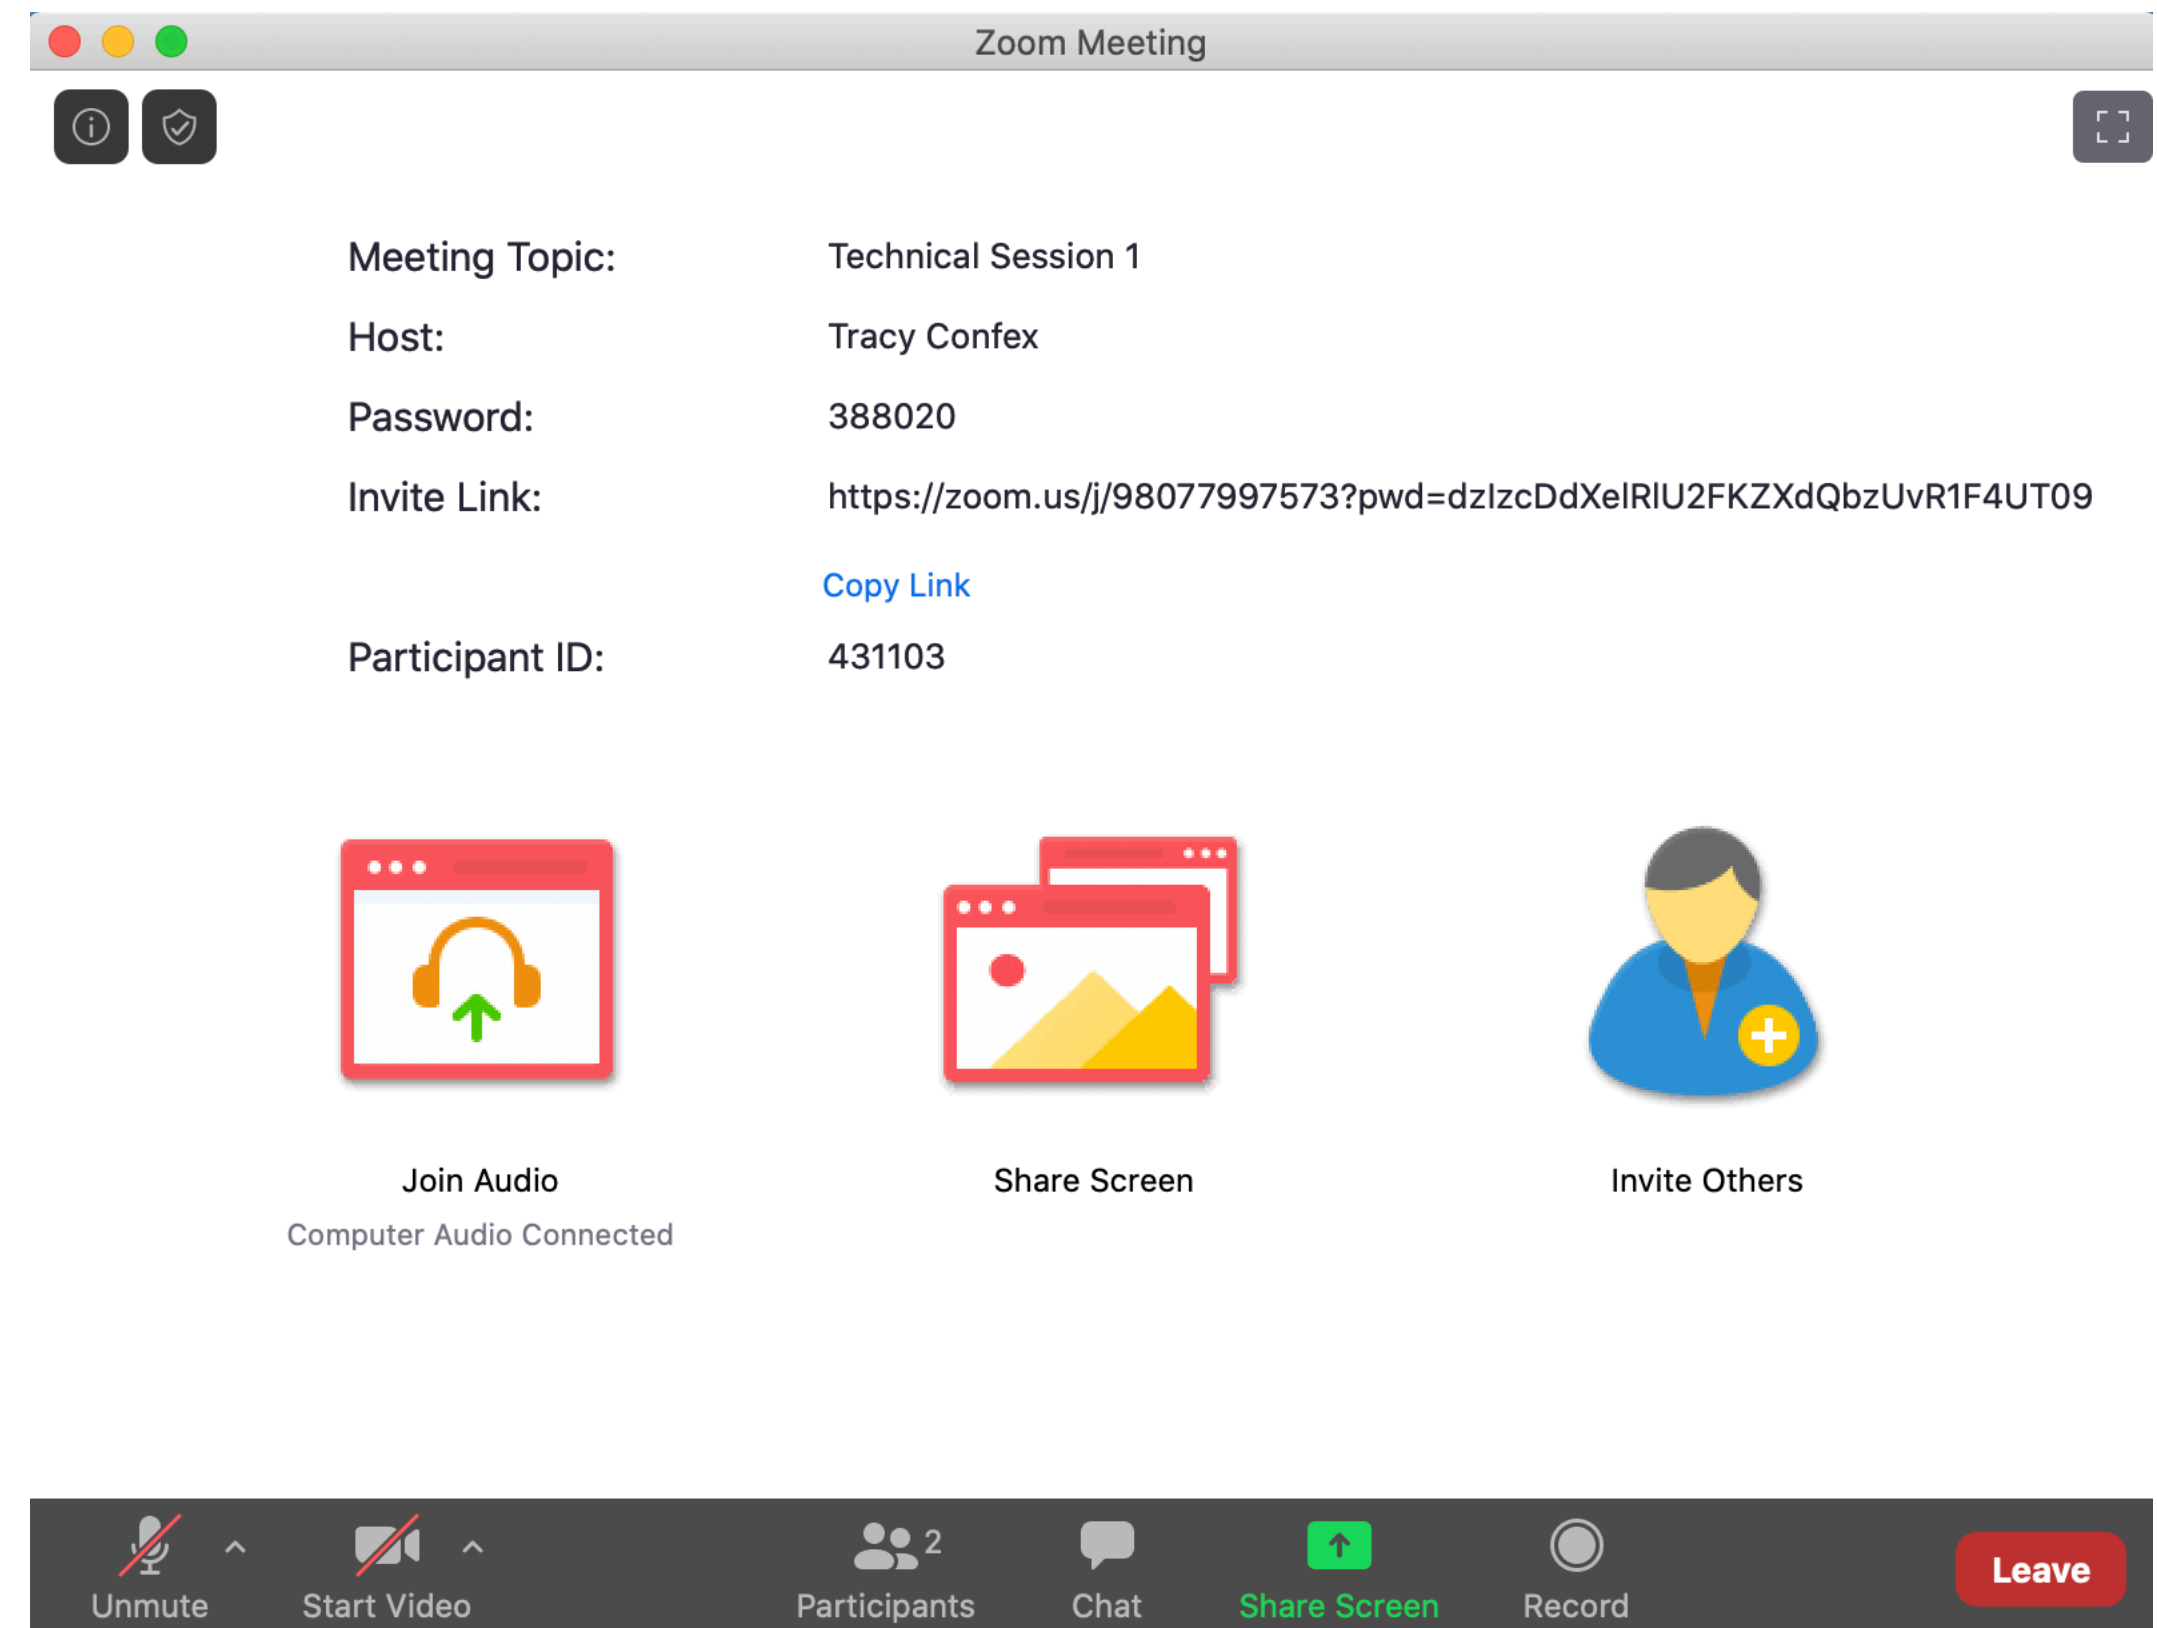 Zoom Meeting
Meeting Topic: Technical Session 1
Host: Tracy Confex
Password: 388020
Invite Link: https://zoom.us/j/98077997573?pwd=dzIzcDdXelRlU2FKZXdQbzUvR1F4UT09
Copy Link
Participant ID: 431103
Join Audio Share Screen Invite Others
Computer Audio Connected
2
Unmute Start Video Participants Chat Share Screen Record Leave